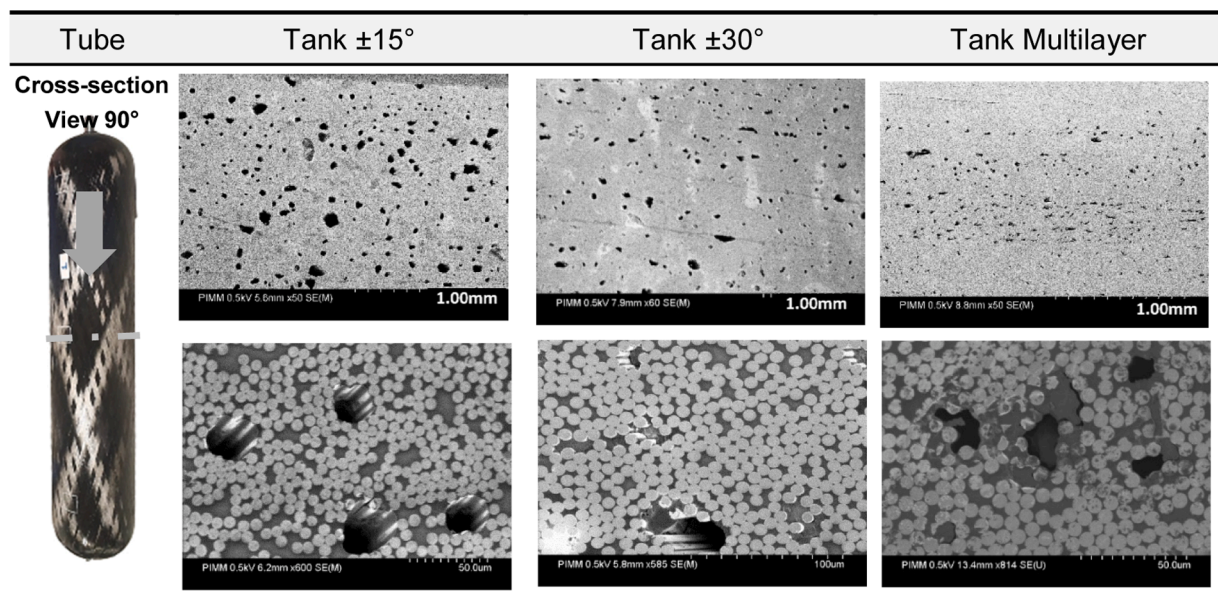 Tube Tank ±15° Tank ±30° Tank Multilayer
Cross-section
View 90°
PIMM 0.5kV 5.6mm x50 SE(M) 1.00mm
PIMM 0.5kV 7.9mm x60 SE(M) 1.00mm
PIMM 0.5kV 8.8mm x50 SE(M) 1.00mm
PIMM 0.5kV 6.2mm x600 SE(M) 50.0um
PIMM 0.5kV 5.8mm x585 SE(M) 100um
PIMM 0.5kV 13.4mm x814 SE(U) 50.0um